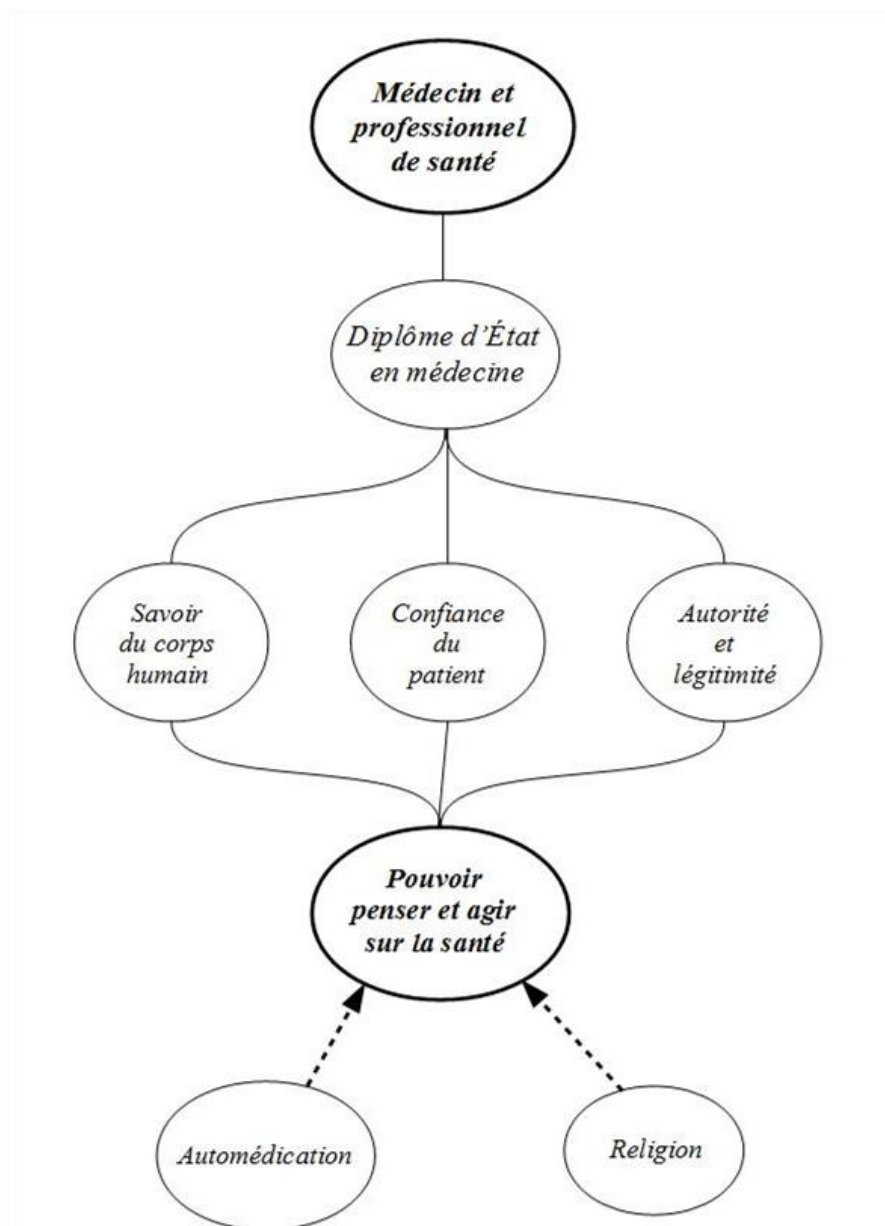 Médecin et
professionnel
de santé
Diplôme d’État
en médecine
Savoir
du corps
humain
Confiance
du
patient
Autorité
et
légitimité
Pouvoir
penser et agir
sur la santé
Automédication
Religion